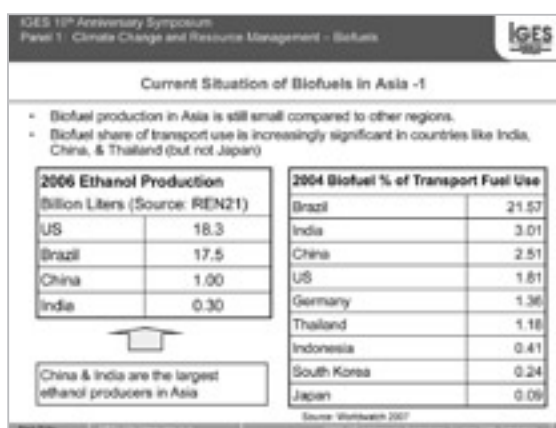 IGES 10th Anniversary Symposium
Panel 1: Climate Change and Resource Management – Biofuels
IGES
Current Situation of Biofuels in Asia -1
• Biofuel production in Asia is still small compared to other regions.
• Biofuel share of transport use is increasingly significant in countries like India,
China, & Thailand (but not Japan)
2006 Ethanol Production
Billion Liters (Source: REN21)
US 18.3
Brazil 17.5
China 1.00
India 0.30
China & India are the largest
ethanol producers in Asia
2004 Biofuel % of Transport Fuel Use
Brazil 21.57
India 3.01
China 2.51
US 1.81
Germany 1.36
Thailand 1.18
Indonesia 0.41
South Korea 0.24
Japan 0.09
Source: Worldwatch 2007